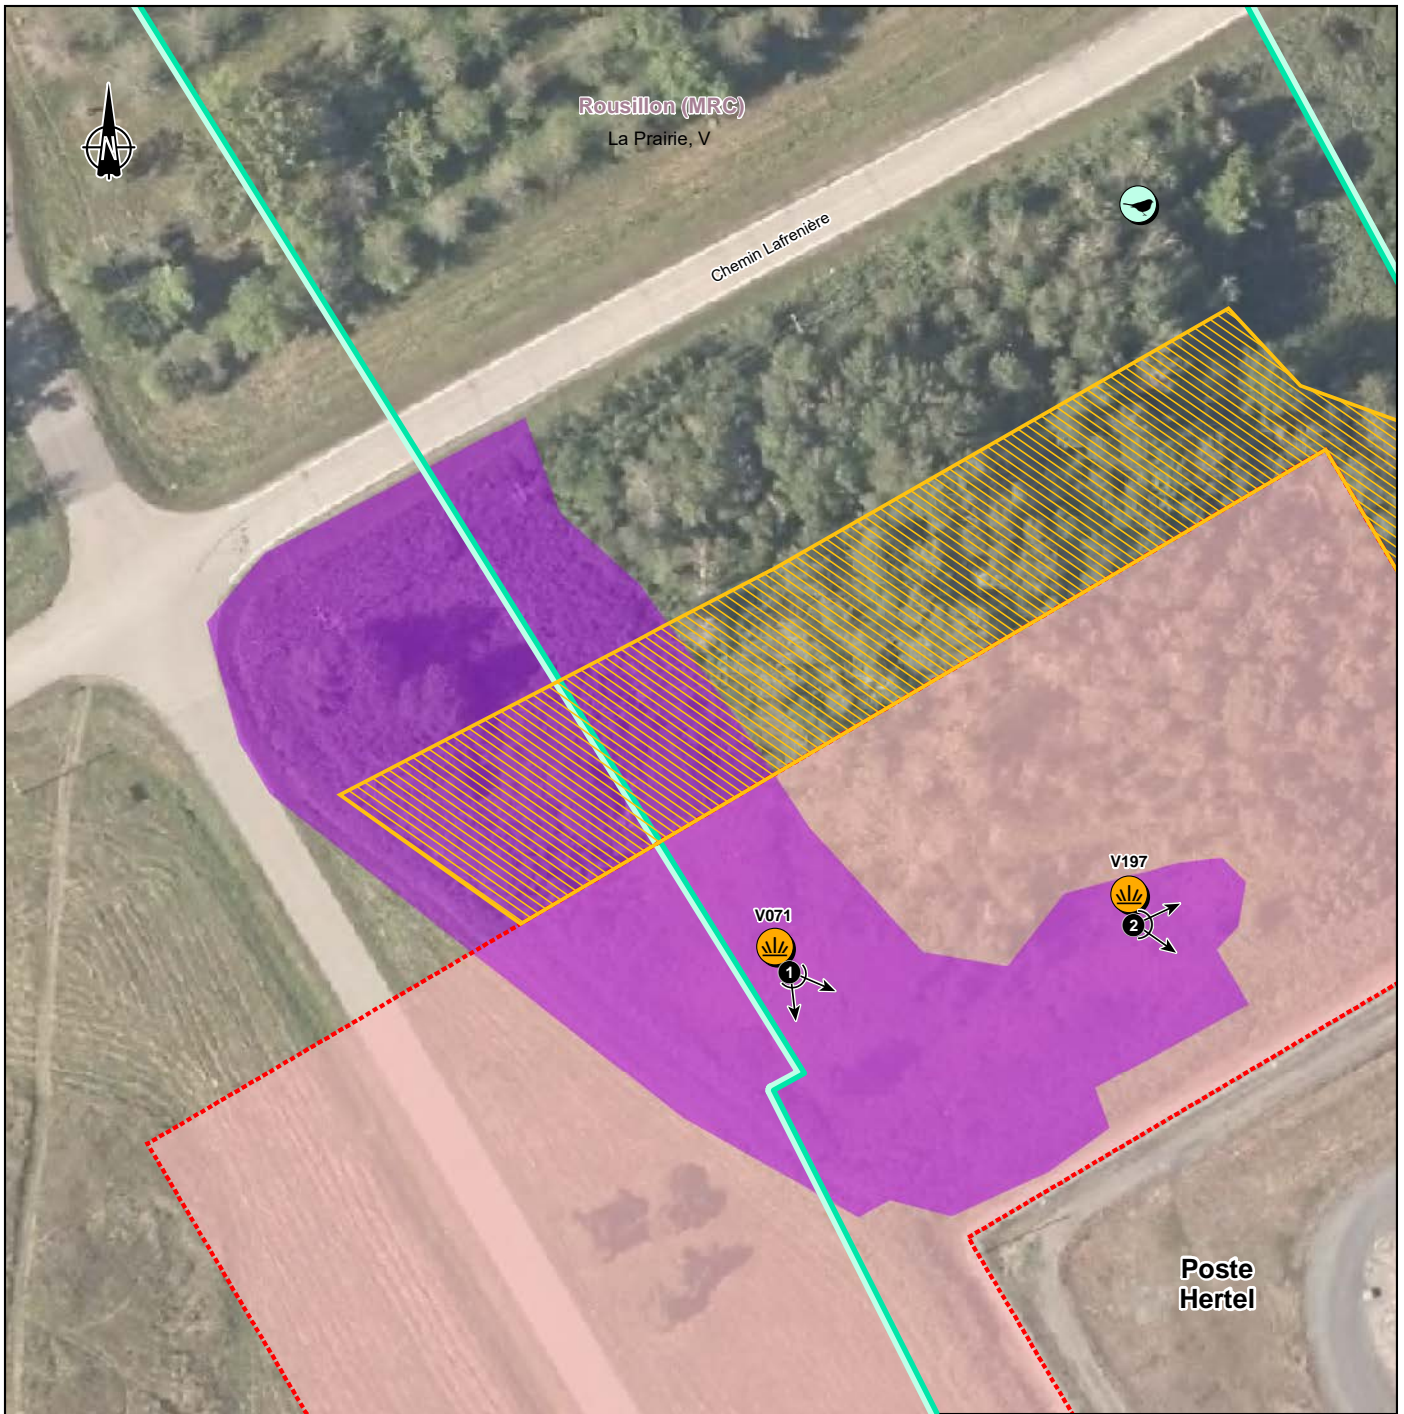 Rousillon (MRC)
La Prairie, V
N
Chemin Lafrenière
V197
2
V071
1
Poste
Hertel